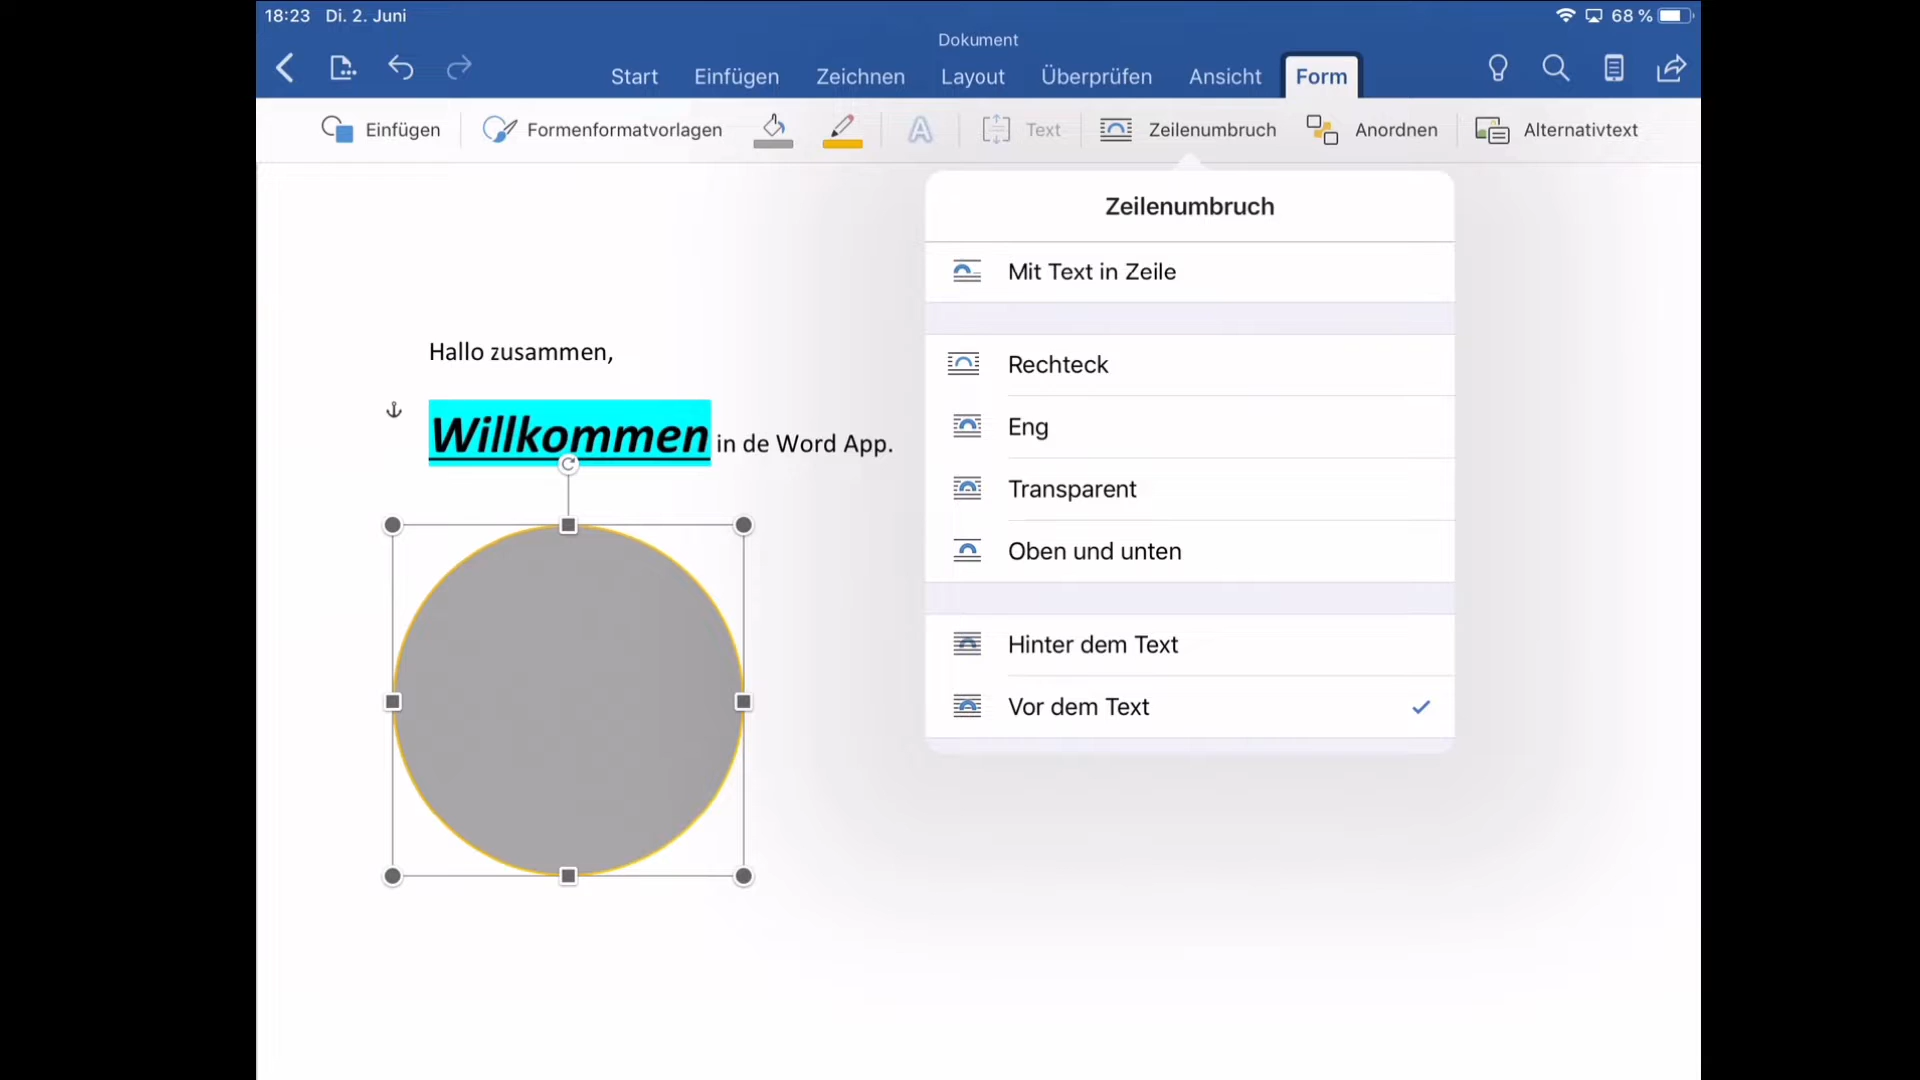 18:23 Di. 2. Juni 68 %
Dokument
Start Einfügen Zeichnen Layout Überprüfen Ansicht Form
Einfügen Formenformatvorlagen A Text Zeilenumbruch Anordnen Alternativtext
Zeilenumbruch
Mit Text in Zeile
Rechteck
Eng
Transparent
Oben und unten
Hinter dem Text
Vor dem Text
Hallo zusammen,
Willkommen in de Word App.